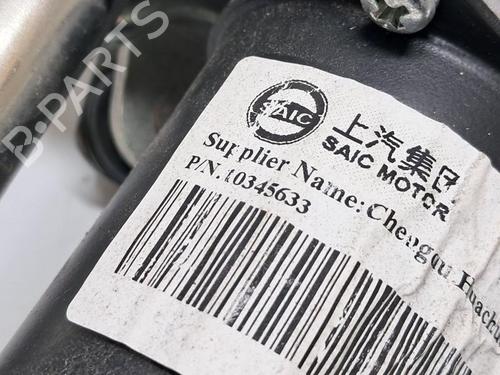 B-PARTS
SAIC
上汽集团
SAIC MOTOR
Supplier Name: Chengdu Huachu
P/N. 10345633